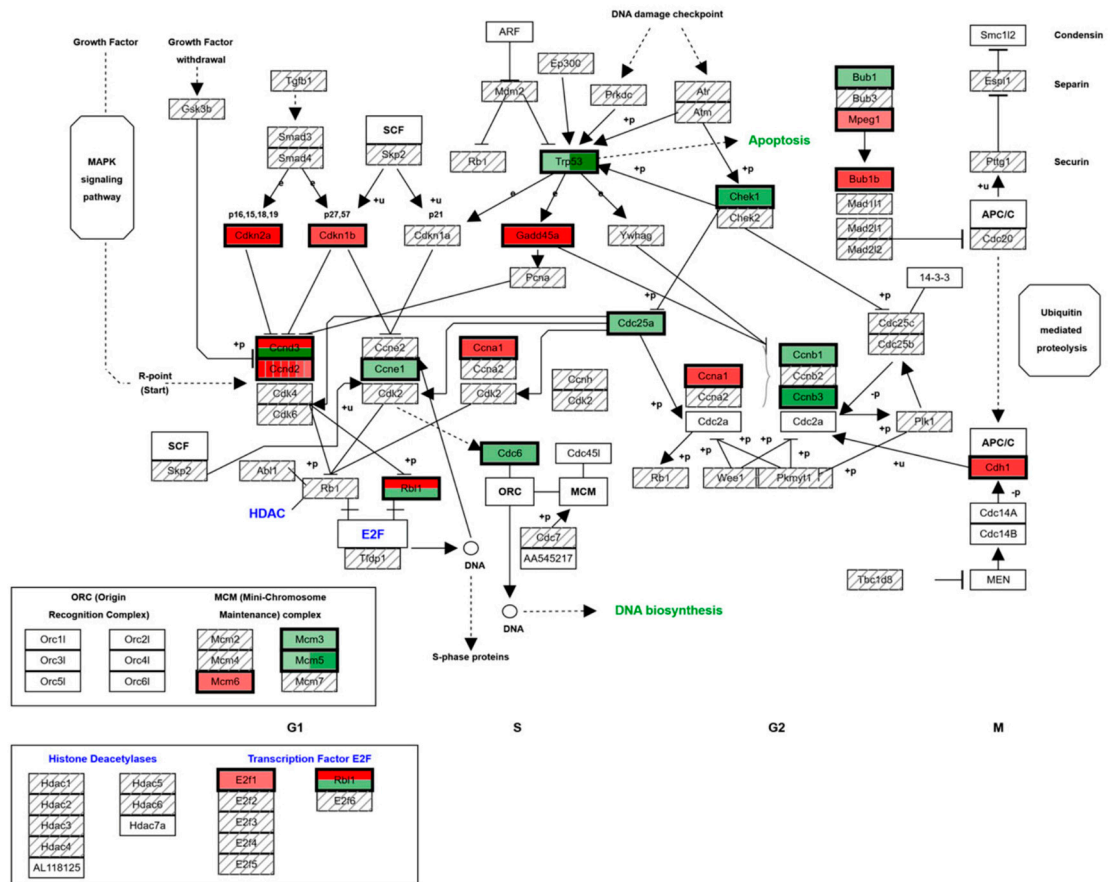 DNA damage checkpoint
Growth Factor
Growth Factor
withdrawal
ARF
Smc1l2
Condensin
Ep300
Tgfb1
Gsk3b
Mdm2
Prkdc
Atr
Atm
Bub1
Bub3
Mpeg1
Espl1
Separin
+p
MAPK
signaling
pathway
Smad3
Smad4
SCF
Skp2
Rb1
Trp53
Apoptosis
Pttg1
Securin
+p
+p
e
e
+u
+u
e
e
e
Chek1
Chek2
Bub1b
Mad1l1
Mad2l1
Mad2l2
+u
APC/C
Cdc20
p16,15,18,19
p27,57
p21
Cdkn2a
Cdkn1b
Cdkn1a
Gadd45a
Ywhag
Pcna
14-3-3
+p
+p
Cdc25a
Cdc25c
Cdc25b
Ubiquitin
mediated
proteolysis
+p
Ccnd3
Ccnd2
Cdk4
Cdk6
Ccne2
Ccne1
Cdk2
Ccna1
Ccna2
Cdk2
Ccnh
Cdk2
Ccna1
Ccna2
Cdc2a
Ccnb1
Ccnb2
Ccnb3
Cdc2a
R-point
(Start)
+u
+p
-p
+p
Plk1
SCF
Skp2
Abl1
+p
+p
Rb1
Rbl1
Cdc6
Cdc45l
ORC
MCM
+p
+p
+p
+p
+p
+p
+u
Rb1
Wee1
Pkmyt1
APC/C
Cdh1
-p
HDAC
E2F
Tfdp1
DNA
+p
Cdc7
AA545217
Cdc14A
Cdc14B
Tbc1d8
MEN
DNA
DNA biosynthesis
S-phase proteins
ORC (Origin
Recognition Complex)
MCM (Mini-Chromosome
Maintenance) complex
Orc1l
Orc2l
Mcm2
Mcm3
Orc3l
Orc4l
Mcm4
Mcm5
Orc5l
Orc6l
Mcm6
Mcm7
G1
S
G2
M
Histone Deacetylases
Transcription Factor E2F
Hdac1
Hdac5
E2f1
Rbl1
Hdac2
Hdac6
E2f2
E2f6
Hdac3
Hdac7a
E2f3
Hdac4
E2f4
AL118125
E2f5